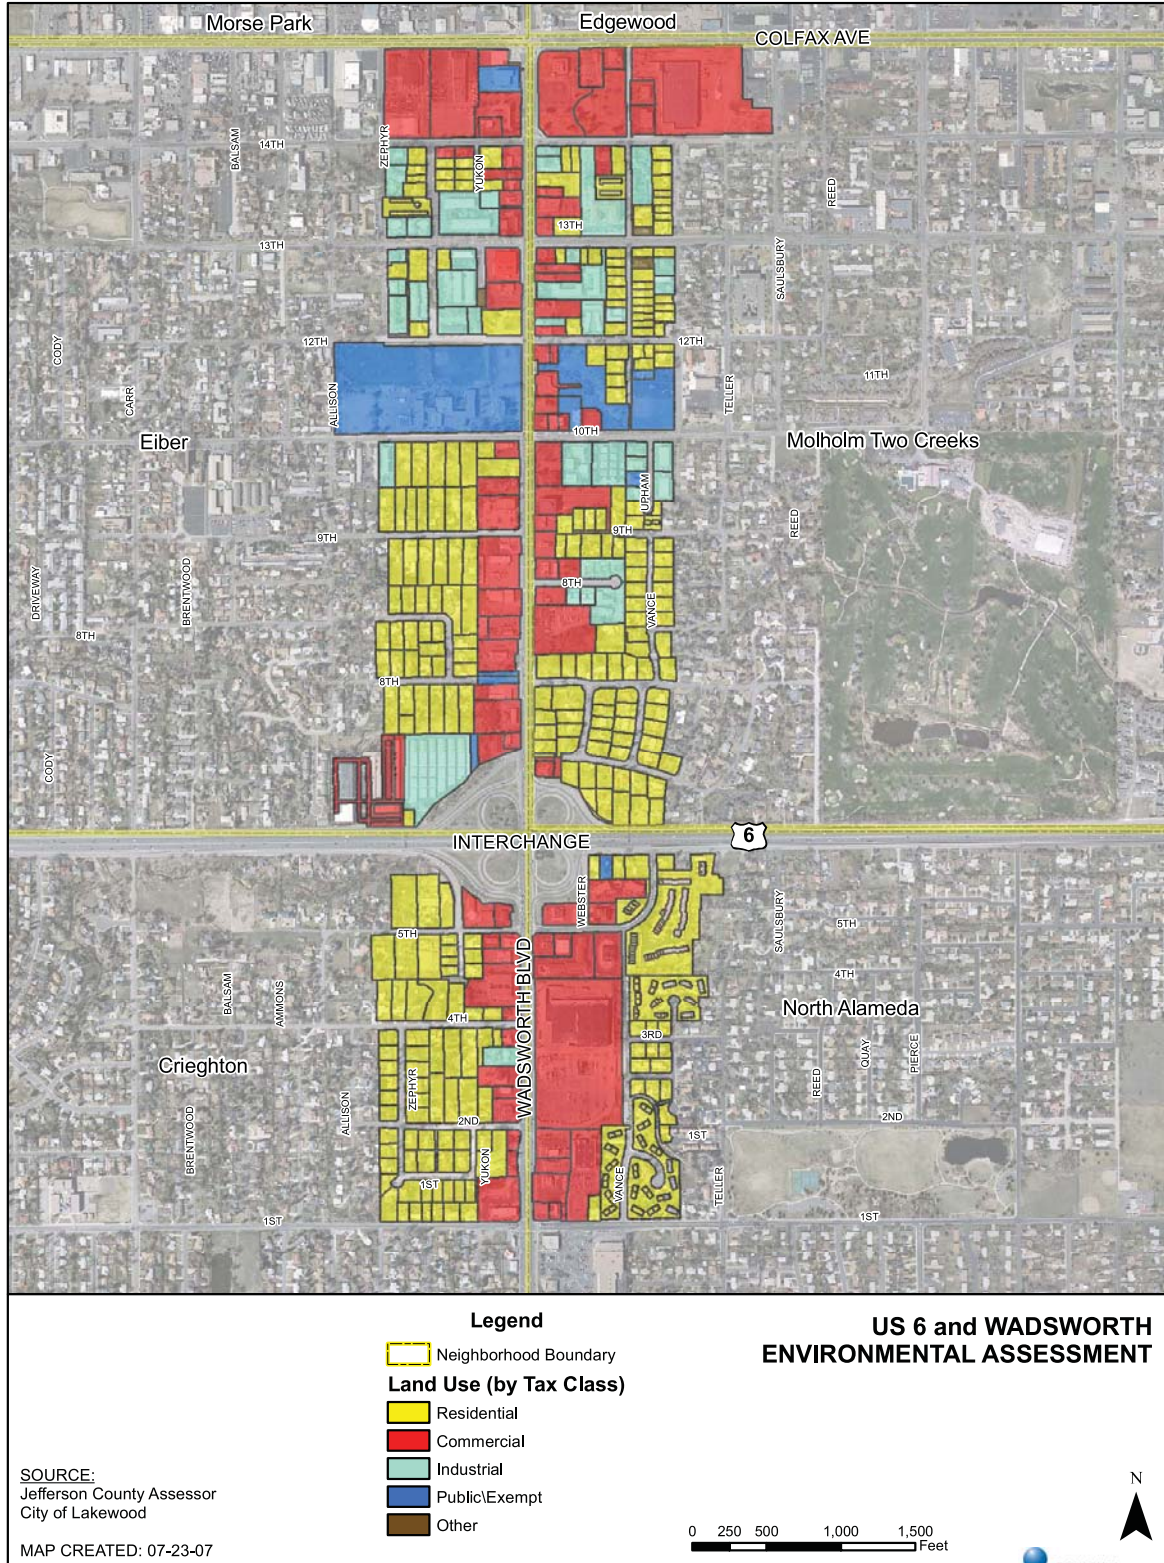 Morse Park
Edgewood
COLFAX AVE
14TH
BALSAM
ZEPHYR
YUKON
REED
13TH
13TH
SAULSBURY
12TH
12TH
CODY
CARR
ALLISON
11TH
TELLER
10TH
Eiber
Molholm Two Creeks
UPHAM
9TH
9TH
REED
DRIVEWAY
BRENTWOOD
8TH
VANCE
8TH
8TH
CODY
INTERCHANGE
6
WEBSTER
SAULSBURY
5TH
5TH
WADSWORTH BLVD
4TH
BALSAM
AMMONS
4TH
North Alameda
3RD
Crieghton
ZEPHYR
ALLISON
REED
QUAY
PIERCE
2ND
2ND
BRENTWOOD
YUKON
1ST
1ST
VANCE
TELLER
1ST
1ST
Legend
Neighborhood Boundary
Land Use (by Tax Class)
Residential
Commercial
Industrial
Public\Exempt
Other
US 6 and WADSWORTH
ENVIRONMENTAL ASSESSMENT
SOURCE:
Jefferson County Assessor
City of Lakewood
MAP CREATED: 07-23-07
0 250 500 1,000 1,500
Feet
N